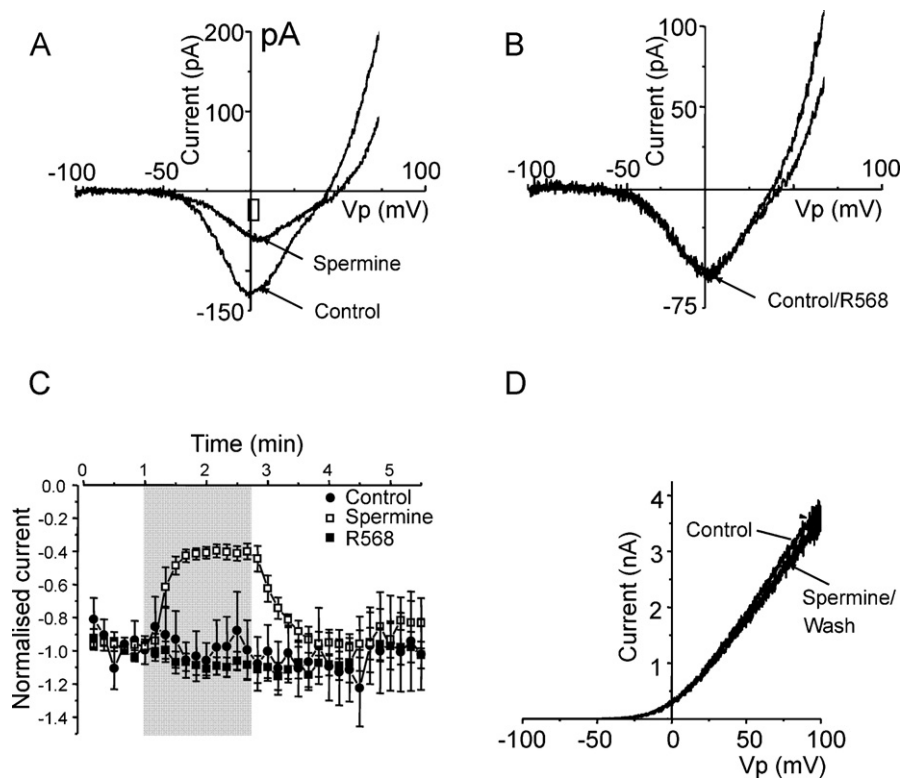 A
pA
200
Current (pA)
100
-100
-50
100
Vp (mV)
Spermine
Control
-150
B
100
Current (pA)
50
-100
-50
100
Vp (mV)
Control/R568
-75
C
Time (min)
0 1 2 3 4 5
0.0
-0.2
-0.4
-0.6
-0.8
-1.0
-1.2
-1.4
Normalised current
Control
Spermine
R568
D
4
3
2
1
Current (nA)
Control
Spermine/
Wash
-100 -50 0 50 100
Vp (mV)